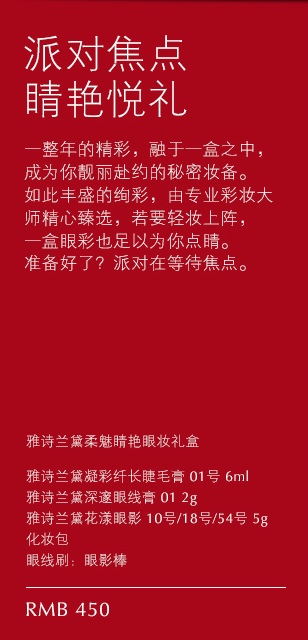 派对焦点
睛艳悦礼
一整年的精彩，融于一盒之中，
成为你靓丽赴约的秘密妆备。
如此丰盛的绚彩，由专业彩妆大
师精心臻选，若要轻妆上阵，
一盒眼彩也足以为你点睛。
准备好了？派对在等待焦点。
雅诗兰黛柔魅睛艳眼妆礼盒
雅诗兰黛凝彩纤长睫毛膏 01号 6ml
雅诗兰黛深邃眼线膏 01 2g
雅诗兰黛花漾眼影 10号/18号/54号 5g
化妆包
眼线刷；眼影棒
RMB 450